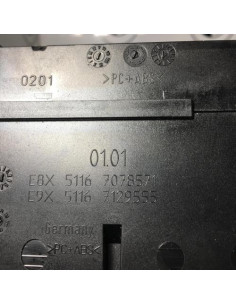 0201 >PC+ABS<
01.01
E8X 5116 7078571
E9X 5116 7129555
Germany
>PC+ABS<